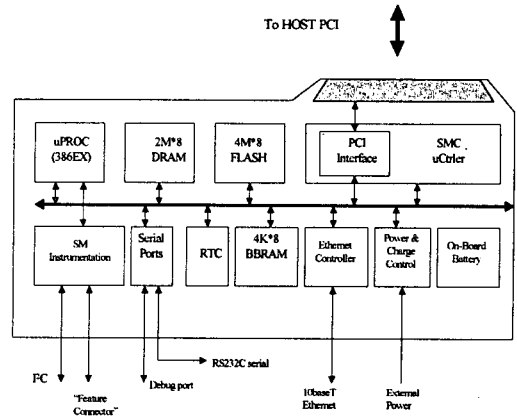 To HOST PCI
uPROC
(386EX)
2M*8
DRAM
4M*8
FLASH
PCI
Interface
SMC
uCtrler
SM
Instrumentation
Serial
Ports
RTC
4K*8
BBRAM
Ethernet
Controller
Power &
Charge
Control
On-Board
Battery
RS232C serial
I²C
"Feature
Connector"
Debug port
10baseT
Ethernet
External
Power